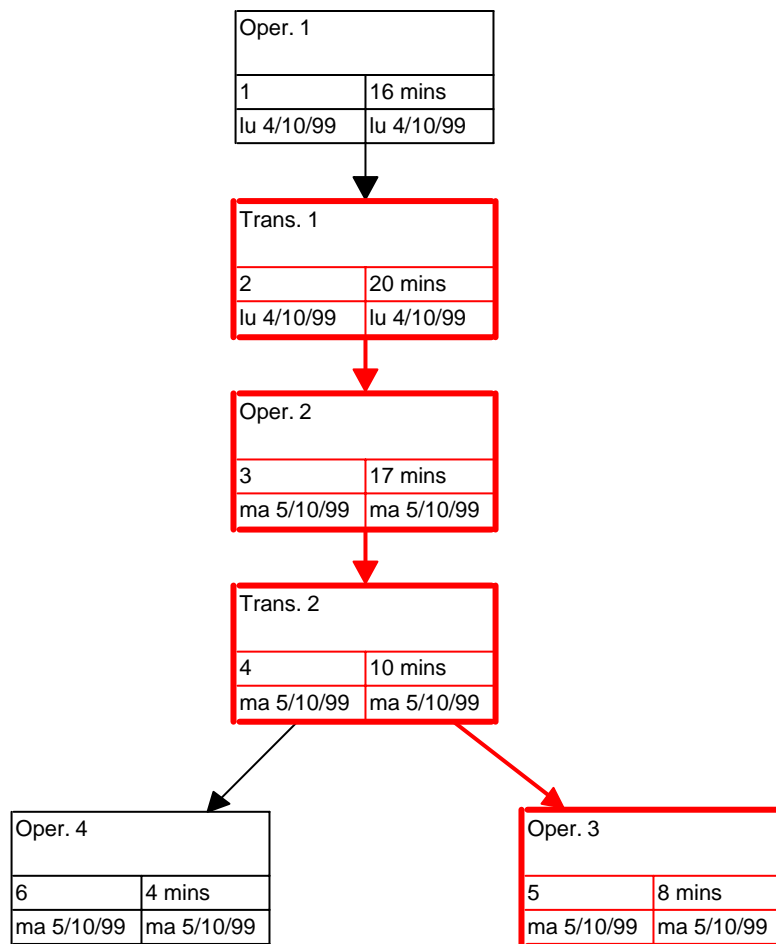 Oper. 1
1 16 mins
lu 4/10/99 lu 4/10/99
Trans. 1
2 20 mins
lu 4/10/99 lu 4/10/99
Oper. 2
3 17 mins
ma 5/10/99 ma 5/10/99
Trans. 2
4 10 mins
ma 5/10/99 ma 5/10/99
Oper. 4
6 4 mins
ma 5/10/99 ma 5/10/99
Oper. 3
5 8 mins
ma 5/10/99 ma 5/10/99